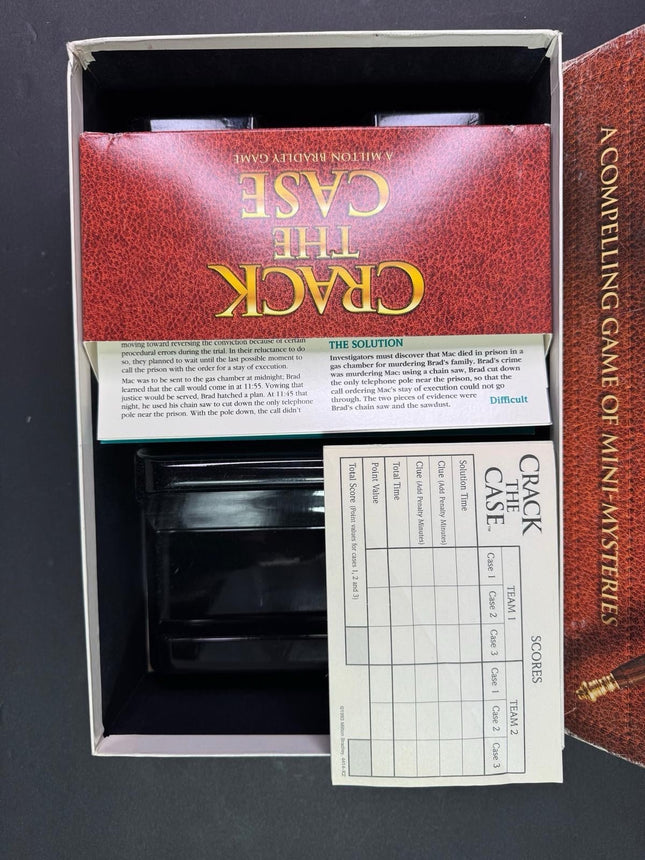 CRACK
THE
CASE
A MILTON BRADLEY GAME
moving toward reversing the conviction because of certain
procedural errors during the trial. In their reluctance to do
so, they planned to wait until the last possible moment to
call the prison with the order for a stay of execution.
Mac was to be sent to the gas chamber at midnight; Brad
learned that the call would come in at 11:55. Vowing that
justice would be served, Brad hatched a plan. At 11:45 that
night, he used his chain saw to cut down the only telephone
pole near the prison. With the pole down, the call didn't
THE SOLUTION
Investigators must discover that Mac died in prison in a
gas chamber for murdering Brad's family. Brad's crime
was murdering Mac: using a chain saw, Brad cut down
the only telephone pole near the prison, so that the
call ordering Mac's stay of execution could not go
through. The two pieces of evidence were
Brad's chain saw and the sawdust.
Difficult
CRACK
THE
CASE™
SCORES
TEAM 1
TEAM 2
Case 1
Case 2
Case 3
Case 1
Case 2
Case 3
Solution Time
Clue (Add Penalty Minutes)
Clue (Add Penalty Minutes)
Total Time
Point Value
Total Score (Point values for cases 1, 2 and 3)
©1993 Milton Bradley, 4414-X2
A COMPELLING GAME OF MINI-MYSTERIES